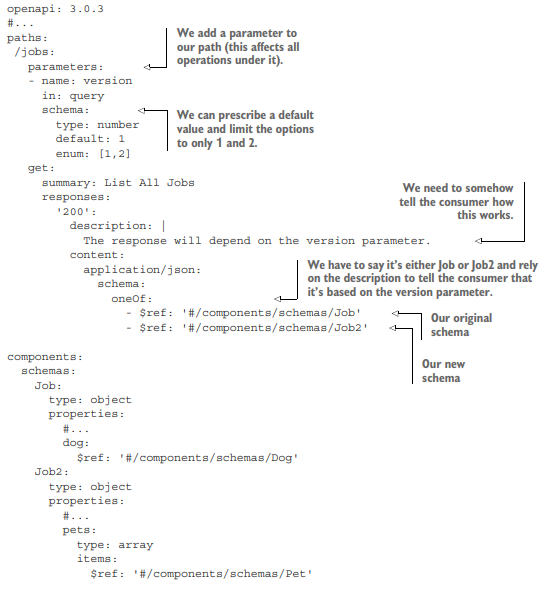 openapi: 3.0.3
#...
paths:
 /jobs:
   parameters:
   - name: version
     in: query
     schema:
       type: number
       default: 1
       enum: [1,2]
   get:
     summary: List All Jobs
     responses:
       '200':
         description: |
           The response will depend on the version parameter.
         content:
           application/json:
             schema:
               oneOf:
                 - $ref: '#/components/schemas/Job'
                 - $ref: '#/components/schemas/Job2'
We add a parameter to
our path (this affects all
operations under it).
We can prescribe a default
value and limit the options
to only 1 and 2.
We need to somehow
tell the consumer how
this works.
We have to say it's either Job or Job2 and rely
on the description to tell the consumer that
it's based on the version parameter.
Our original
schema
Our new
schema
components:
  schemas:
    Job:
      type: object
      properties:
        #...
        dog:
          $ref: '#/components/schemas/Dog'
    Job2:
      type: object
      properties:
        #...
        pets:
          type: array
          items:
            $ref: '#/components/schemas/Pet'